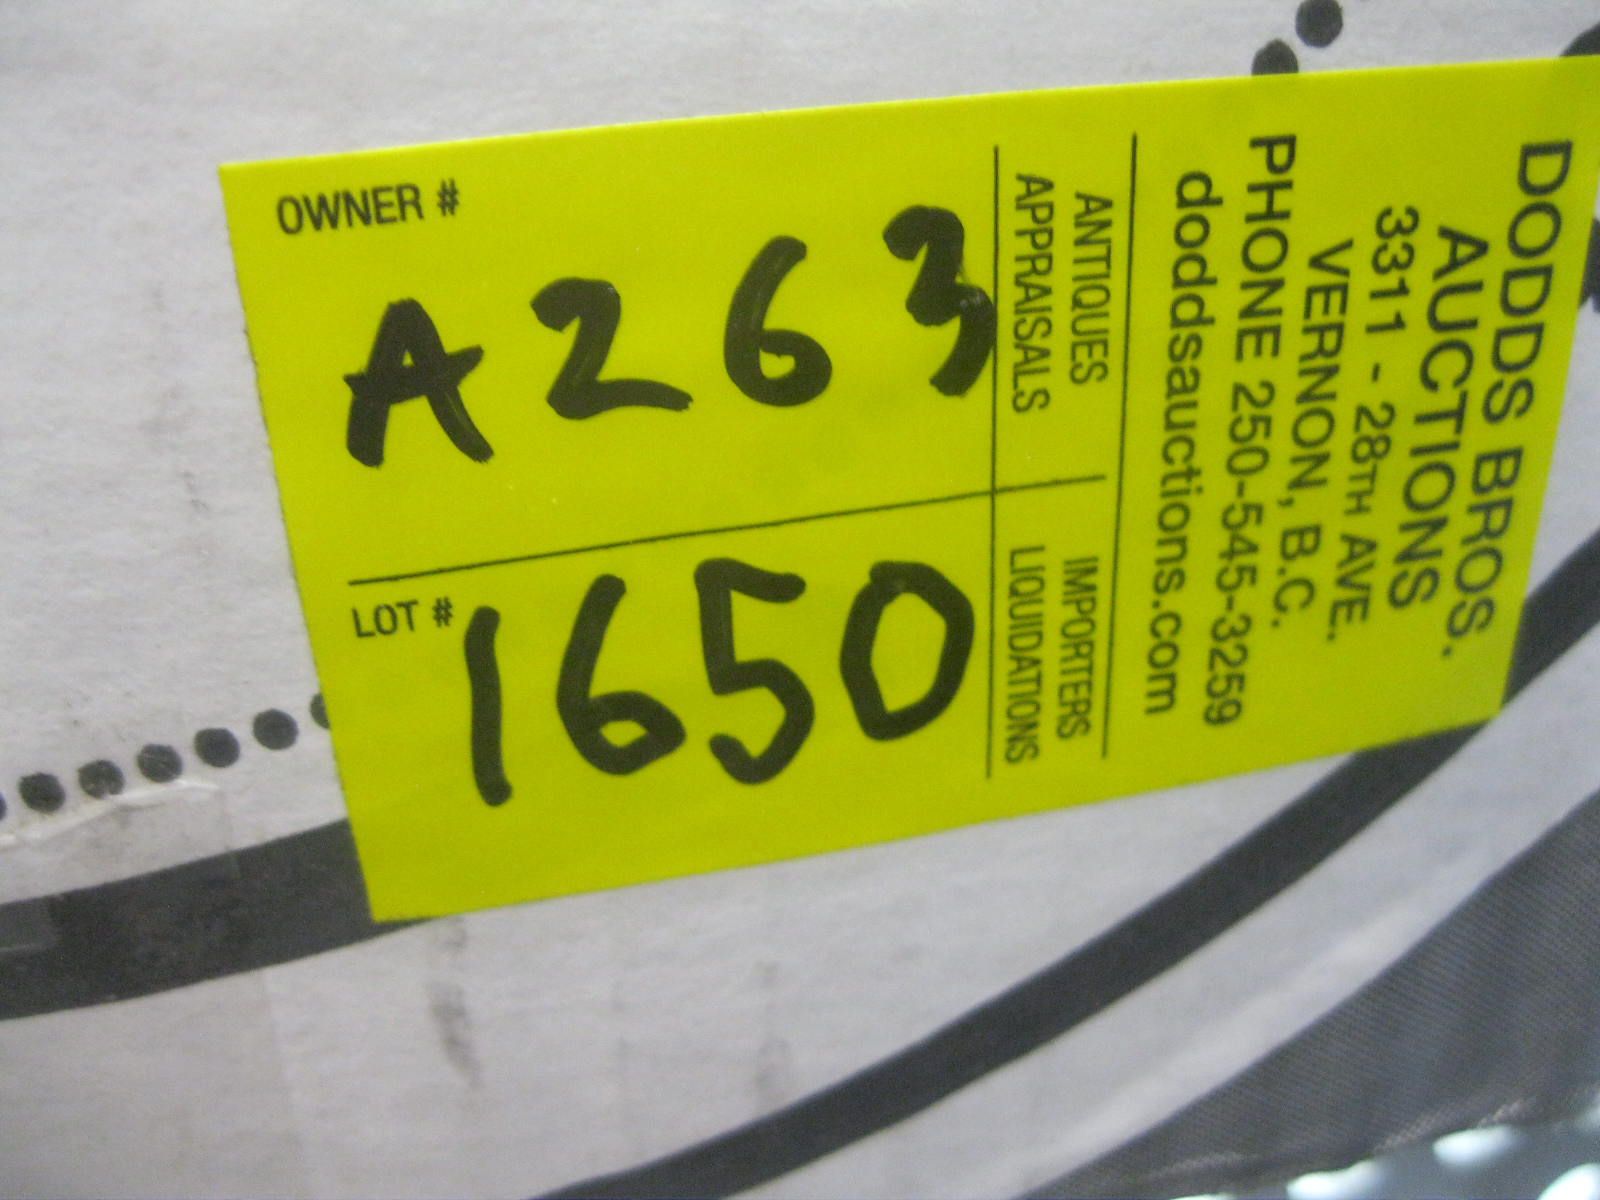 OWNER #
A263
LOT #
1650
DODDS BROS.
AUCTIONS
3311 - 28TH AVE.
VERNON, B.C.
PHONE 250-545-3259
doddsauctions.com
ANTIQUES
APPRAISALS
IMPORTERS
LIQUIDATIONS